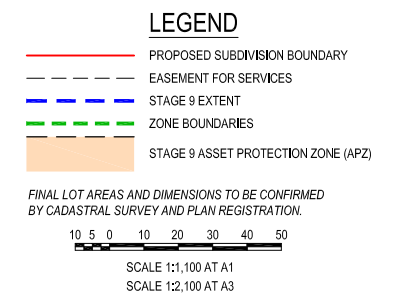 LEGEND
PROPOSED SUBDIVISION BOUNDARY
EASEMENT FOR SERVICES
STAGE 9 EXTENT
ZONE BOUNDARIES
STAGE 9 ASSET PROTECTION ZONE (APZ)
FINAL LOT AREAS AND DIMENSIONS TO BE CONFIRMED
BY CADASTRAL SURVEY AND PLAN REGISTRATION.
10 5 0 10 20 30 40 50
SCALE 1:1,100 AT A1
SCALE 1:2,100 AT A3